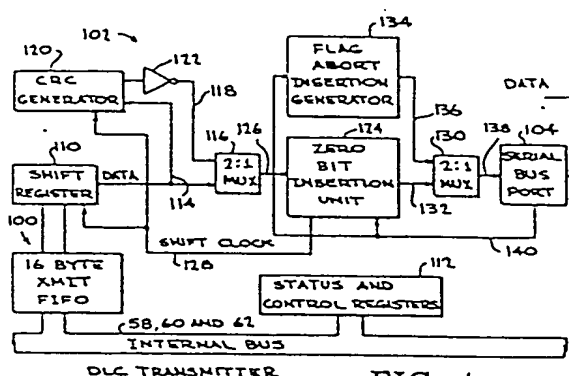 102
134
120
122
FLAG
ABORT
INSERTION
GENERATOR
CRC
GENERATOR
118
DATA
136
110
116
126
124
130
138
104
SHIFT
REGISTER
DATA
114
2:1
MUX
ZERO
BIT
INSERTION
UNIT
2:1
MUX
SERIAL
BUS
PORT
132
100
SHIFT CLOCK
128
140
112
16 BYTE
XMIT
FIFO
STATUS AND
CONTROL REGISTERS
58, 60 AND 62
INTERNAL BUS
DLC TRANSMITTER